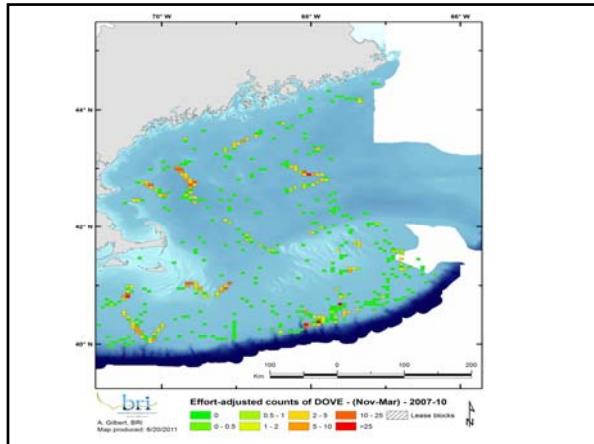 70° W 68° W 66° W
44° N
42° N
40° N
100 50 0 100 200
Km
bri
A. Gilbert, BRI
Map produced: 6/20/2011
Effort-adjusted counts of DOVE - (Nov-Mar) - 2007-10
0 0.5 - 1 2 - 5 10 - 25 Lease blocks
0 - 0.5 1 - 2 5 - 10 >25
N